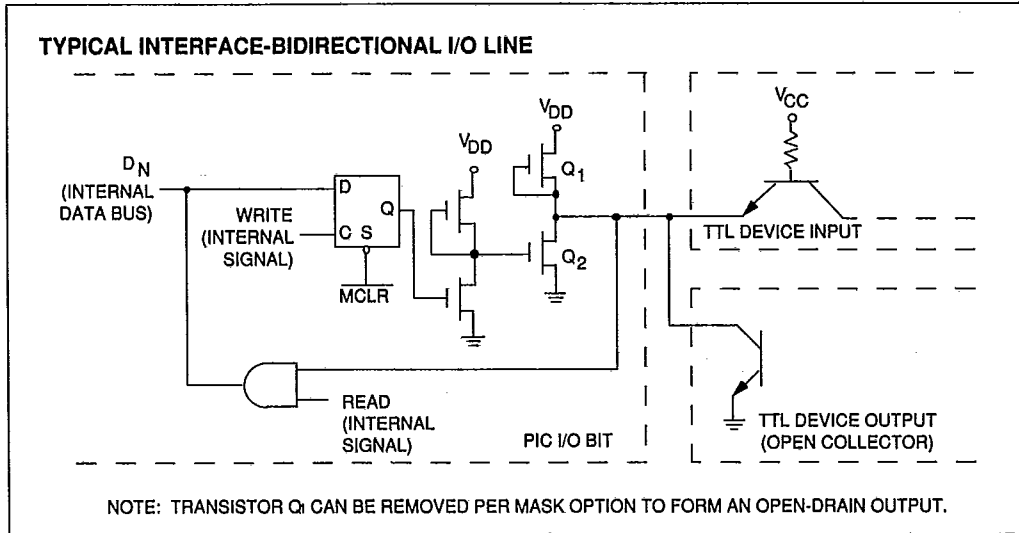 TYPICAL INTERFACE-BIDIRECTIONAL I/O LINE
DN
(INTERNAL
DATA BUS)
WRITE
(INTERNAL
SIGNAL)
D
Q
C S
MCLR
VDD
VDD
Q1
Q2
VCC
TTL DEVICE INPUT
READ
(INTERNAL
SIGNAL)
PIC I/O BIT
TTL DEVICE OUTPUT
(OPEN COLLECTOR)
NOTE: TRANSISTOR Q1 CAN BE REMOVED PER MASK OPTION TO FORM AN OPEN-DRAIN OUTPUT.